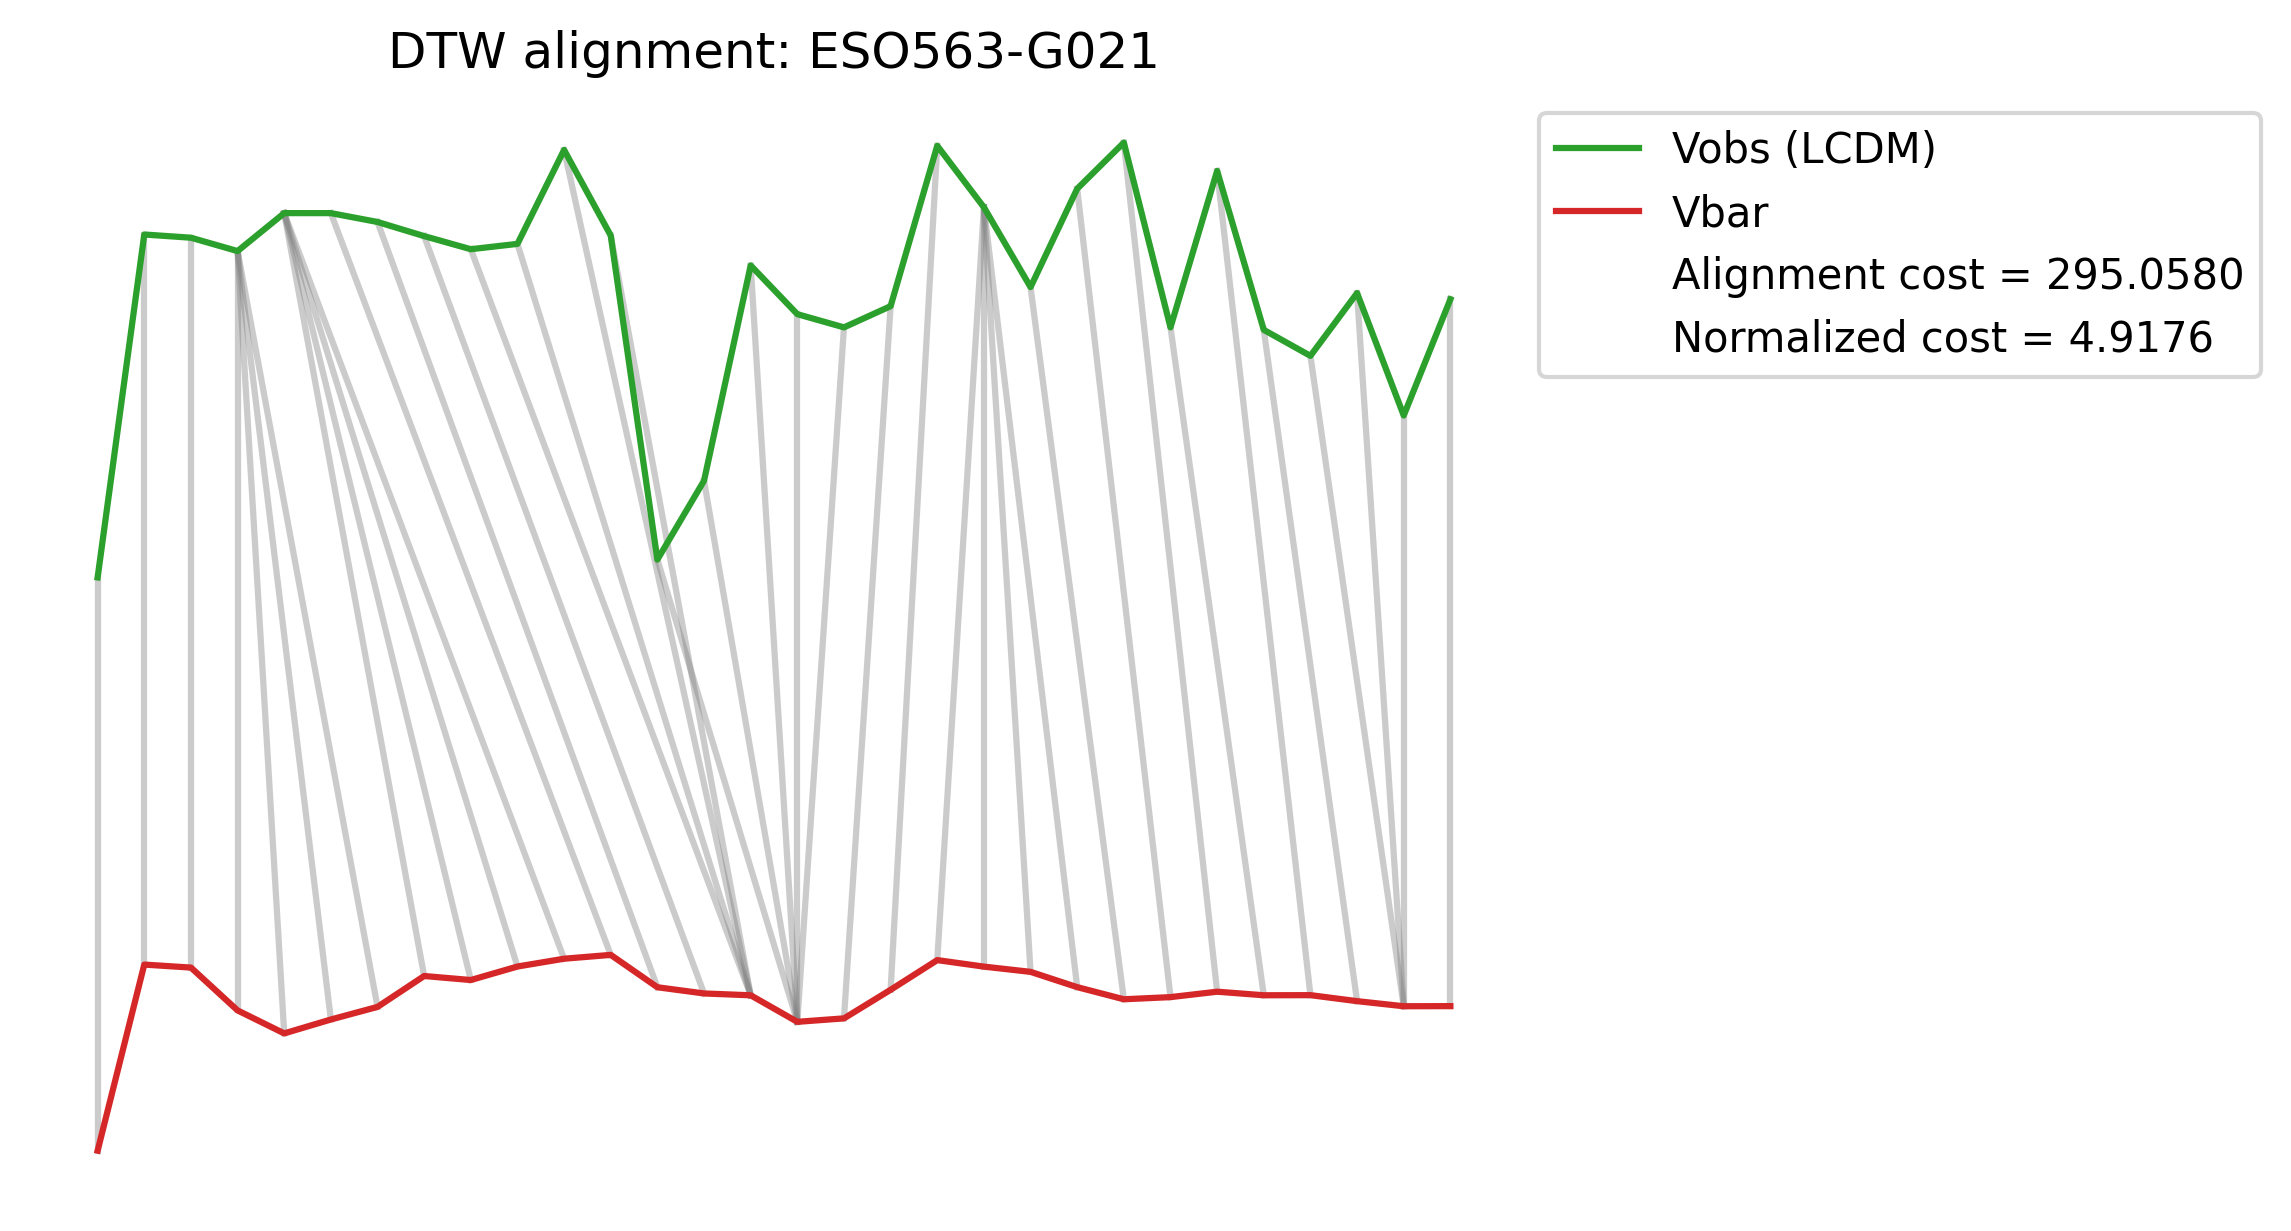 DTW alignment: ESO563-G021
Vobs (LCDM)
Vbar
Alignment cost = 295.0580
Normalized cost = 4.9176